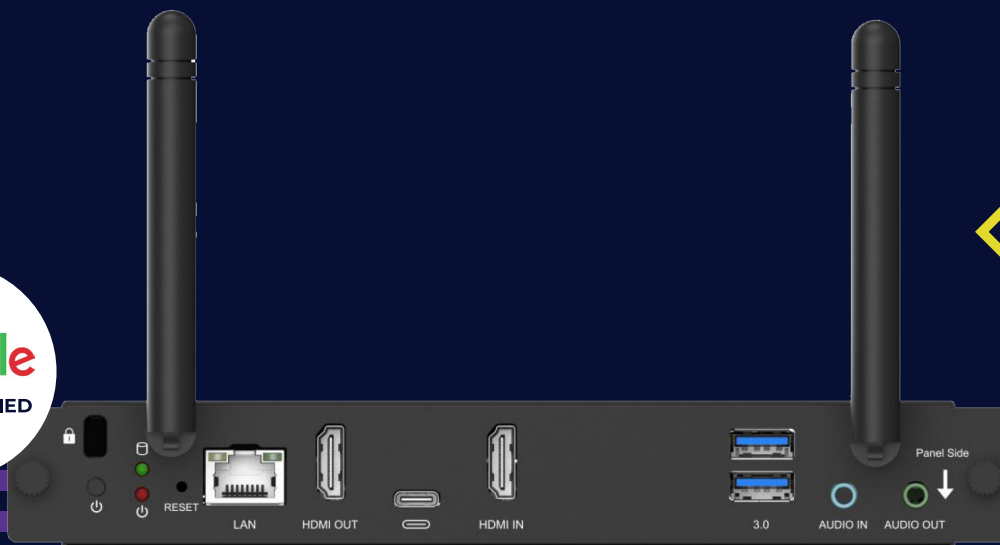 le
IED
RESET
LAN
HDMI OUT
HDMI IN
3.0
AUDIO IN
AUDIO OUT
Panel Side